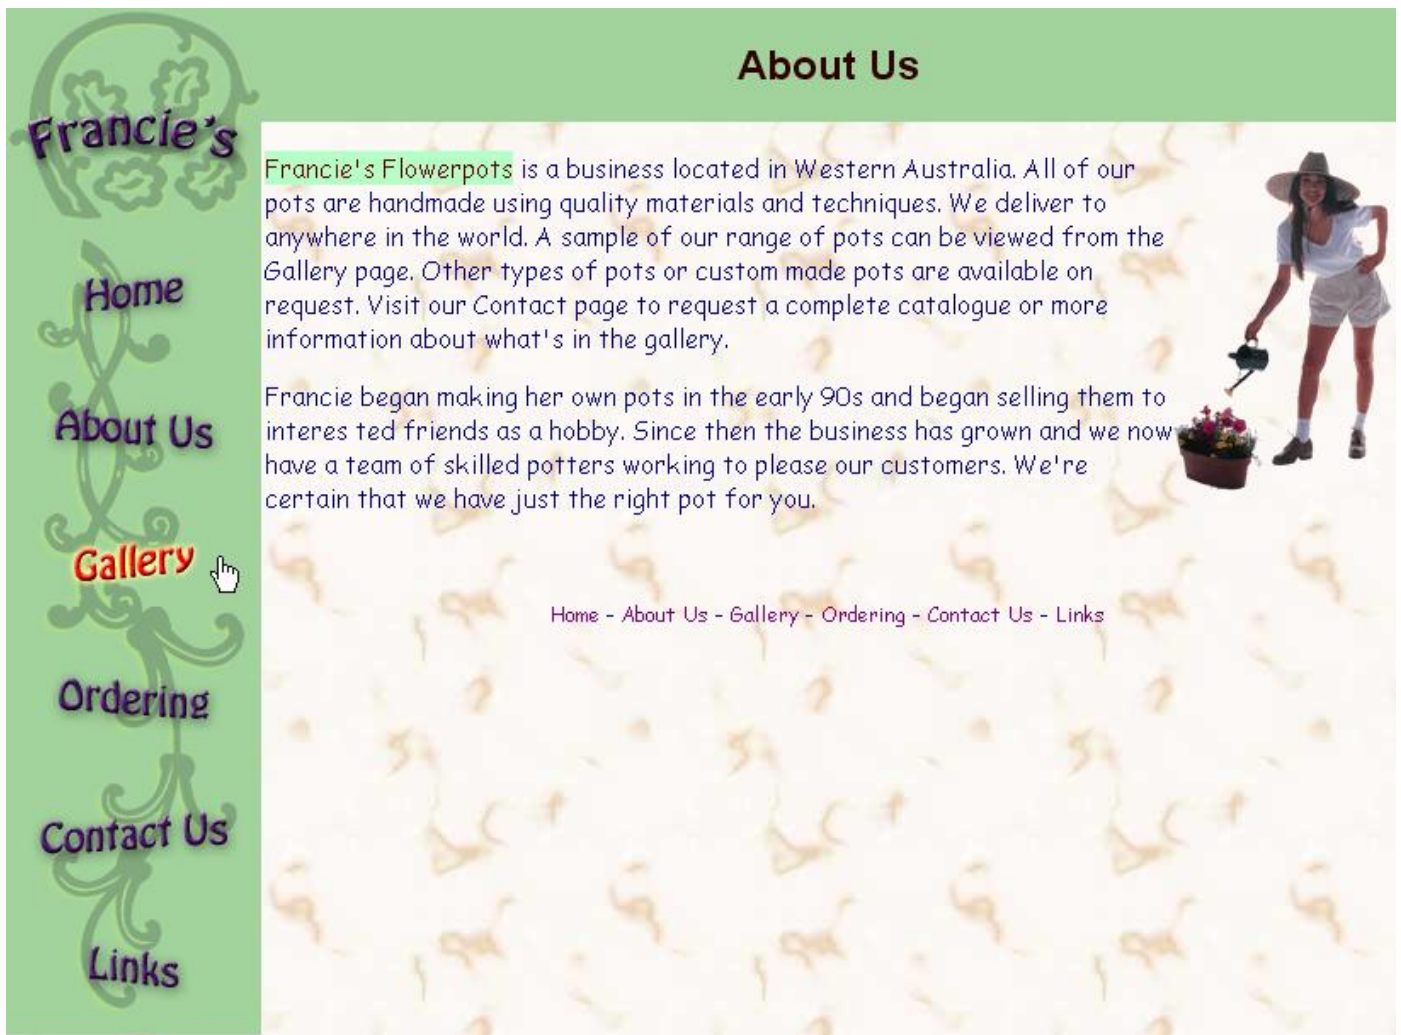 Francie's
Home
About Us
Gallery
Ordering
Contact Us
Links
About Us
Francie's Flowerpots is a business located in Western Australia. All of our
pots are handmade using quality materials and techniques. We deliver to
anywhere in the world. A sample of our range of pots can be viewed from the
Gallery page. Other types of pots or custom made pots are available on
request. Visit our Contact page to request a complete catalogue or more
information about what's in the gallery.
Francie began making her own pots in the early 90s and began selling them to
interes ted friends as a hobby. Since then the business has grown and we now
have a team of skilled potters working to please our customers. We're
certain that we have just the right pot for you.
Home - About Us - Gallery - Ordering - Contact Us - Links